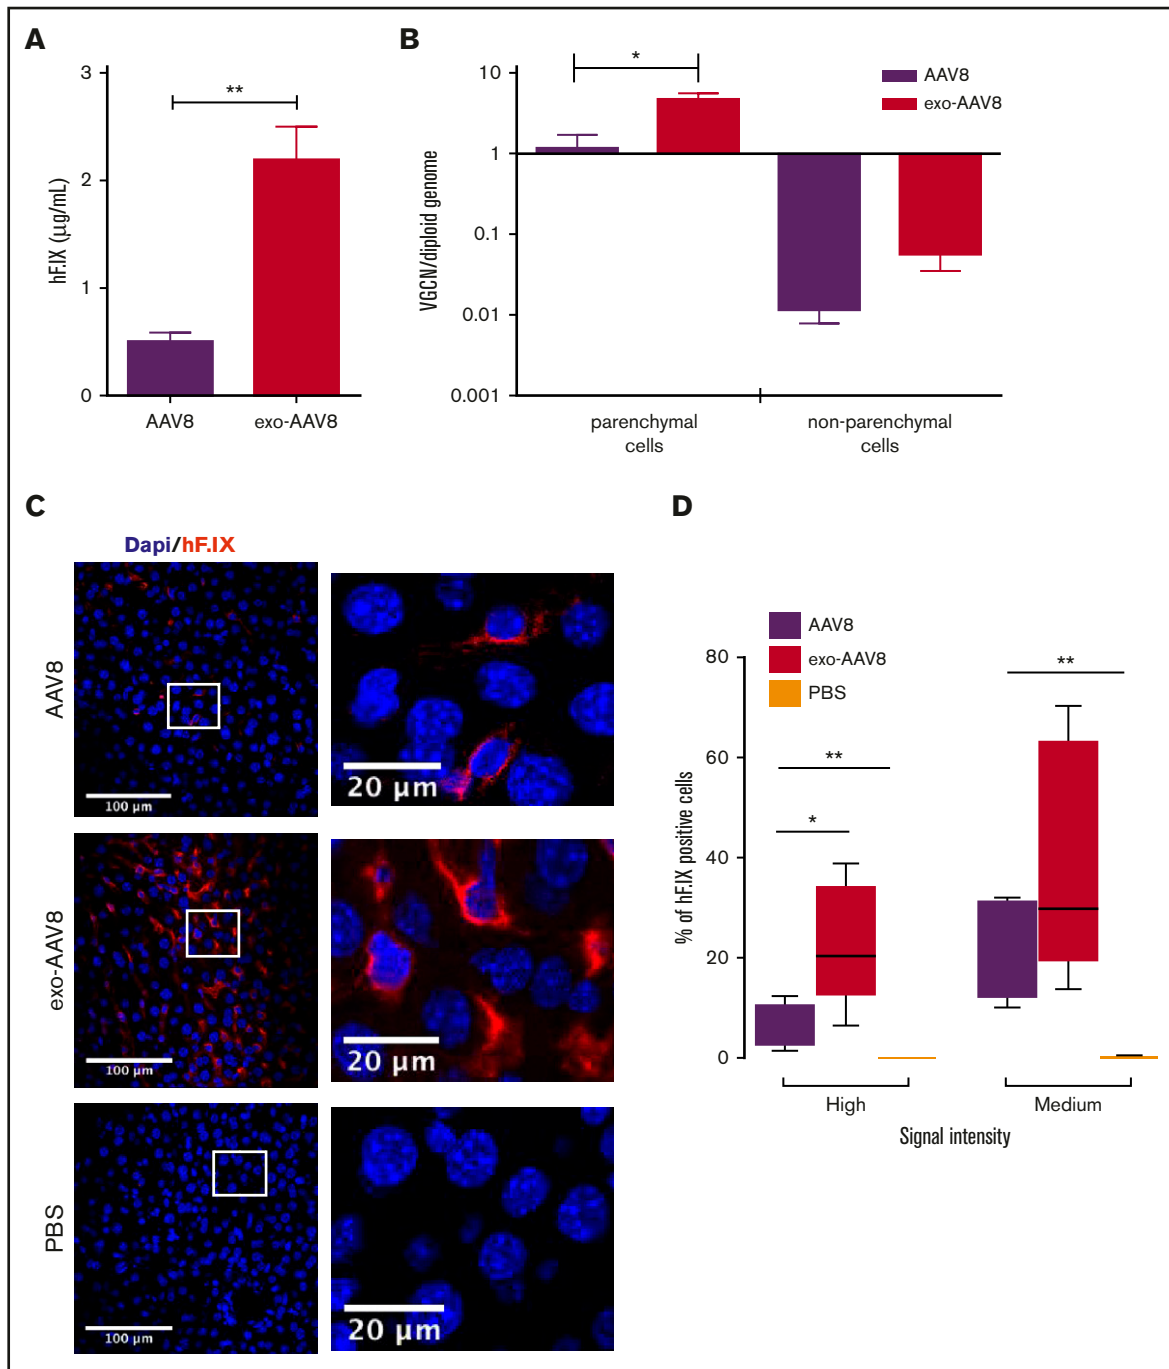 A
3
2
1
0
hF.IX (µg/mL)
**
AAV8
exo-AAV8
B
10
1
0.1
0.01
0.001
VGCN/diploid genome
*
AAV8
exo-AAV8
parenchymal
cells
non-parenchymal
cells
C
Dapi/hF.IX
AAV8
100 µm
20 µm
exo-AAV8
100 µm
20 µm
PBS
100 µm
20 µm
D
AAV8
exo-AAV8
PBS
80
60
40
20
0
% of hF.IX positive cells
**
*
**
High
Medium
Signal intensity